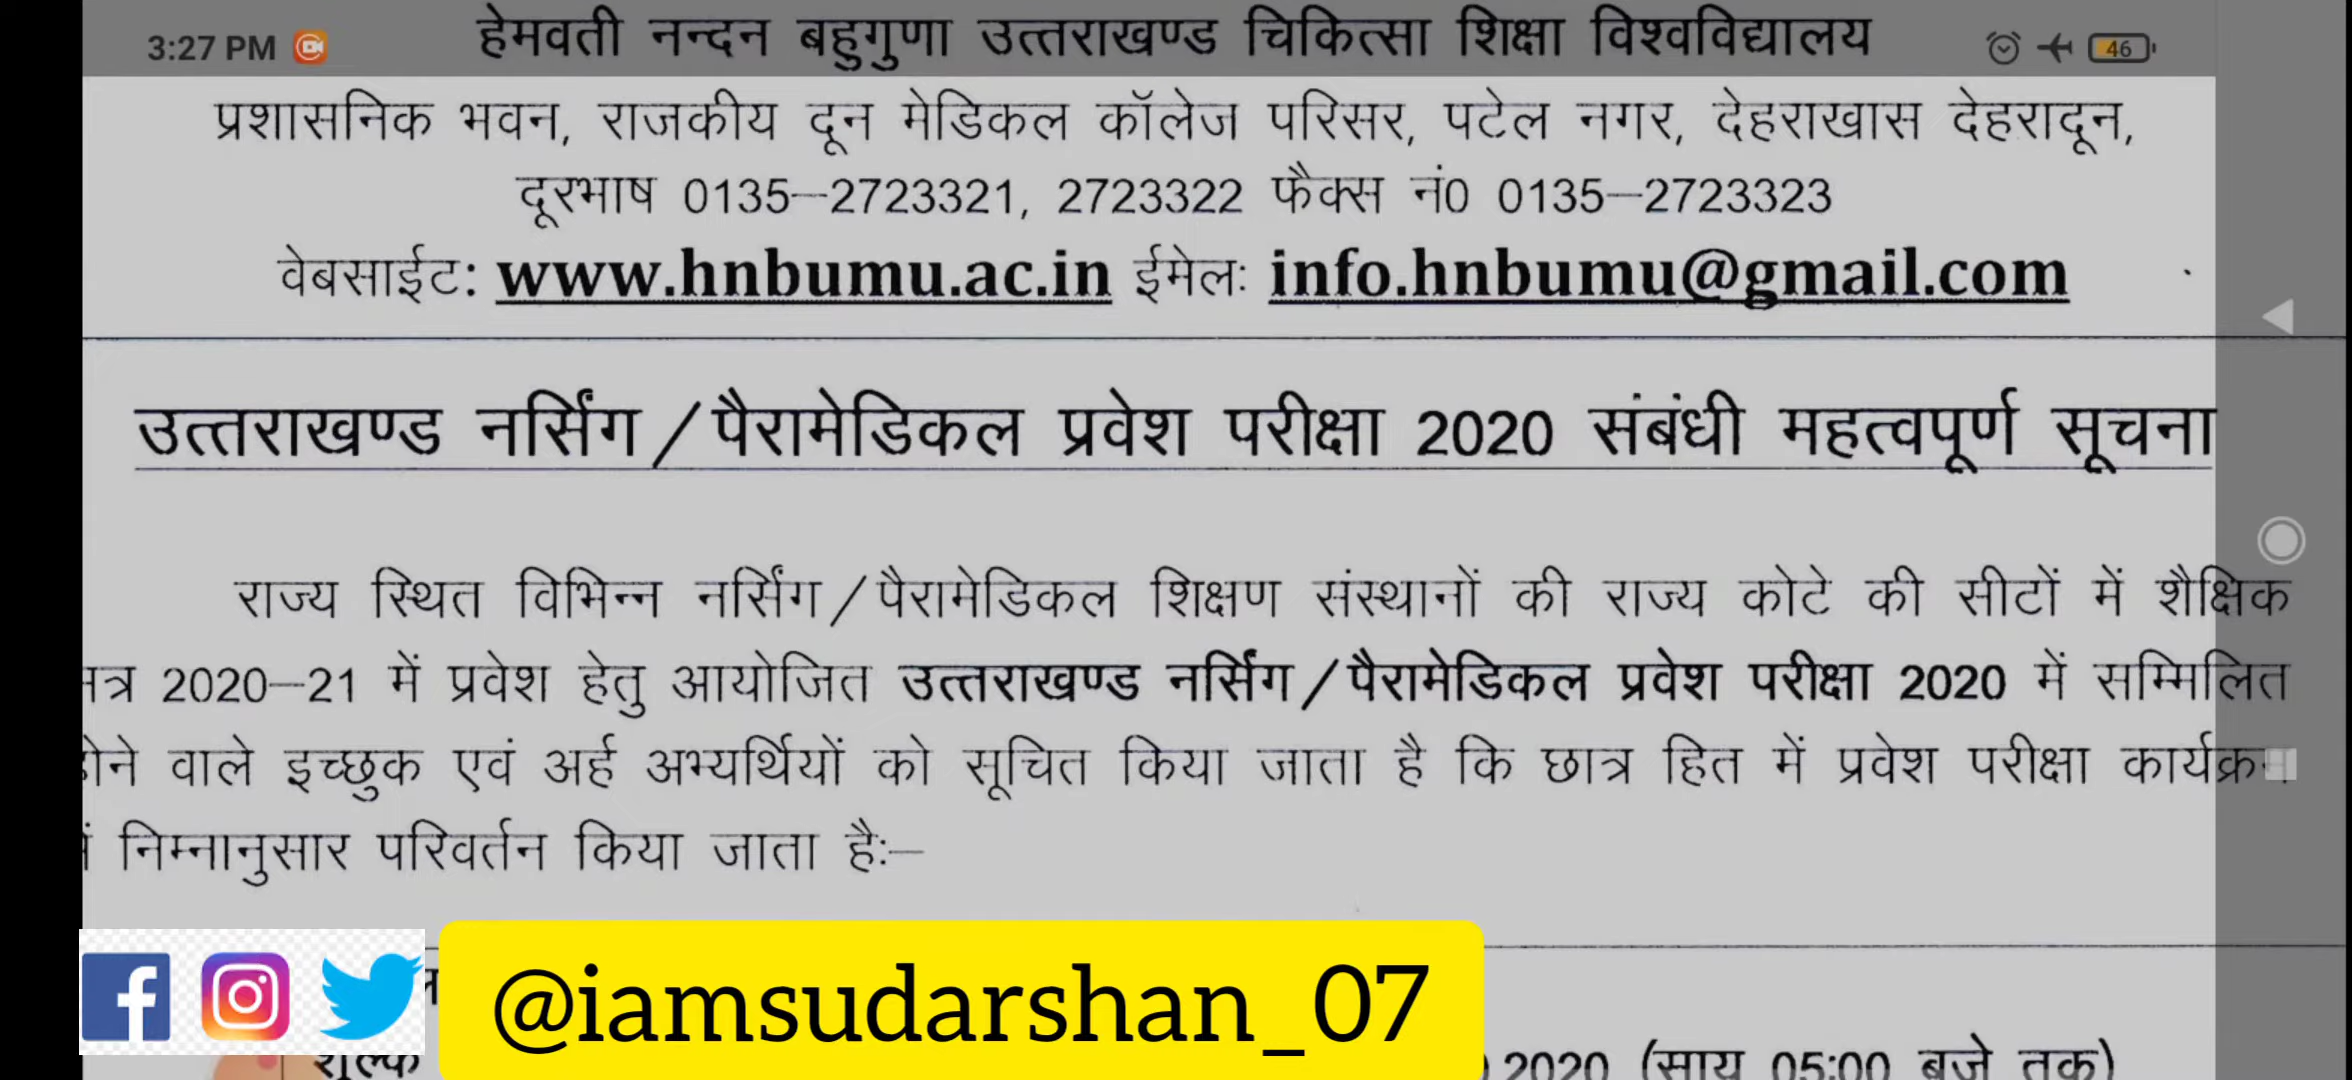 हेमवती नन्दन बहुगुणा उत्तराखण्ड चिकित्सा शिक्षा विश्वविद्यालय
3:27 PM
46
प्रशासनिक भवन, राजकीय दून मेडिकल कॉलेज परिसर, पटेल नगर, देहराखास देहरादून,
दूरभाष 0135–2723321, 2723322 फैक्स नं0 0135–2723323
वेबसाईट: www.hnbumu.ac.in ईमेलः info.hnbumu@gmail.com
उत्तराखण्ड नर्सिंग/पैरामेडिकल प्रवेश परीक्षा 2020 संबंधी महत्वपूर्ण सूचना
राज्य स्थित विभिन्न नर्सिंग/पैरामेडिकल शिक्षण संस्थानों की राज्य कोटे की सीटों में शैक्षिक
2020–21 में प्रवेश हेतु आयोजित उत्तराखण्ड नर्सिंग/पैरामेडिकल प्रवेश परीक्षा 2020 में सम्मिलित
वाले इच्छुक एवं अर्ह अभ्यर्थियों को सूचित किया जाता है कि छात्र हित में प्रवेश परीक्षा
निम्नानुसार परिवर्तन किया जाता हैः–
@iamsudarshan_07
शुल्क 2020 (सायं 05:00 बजे तक)